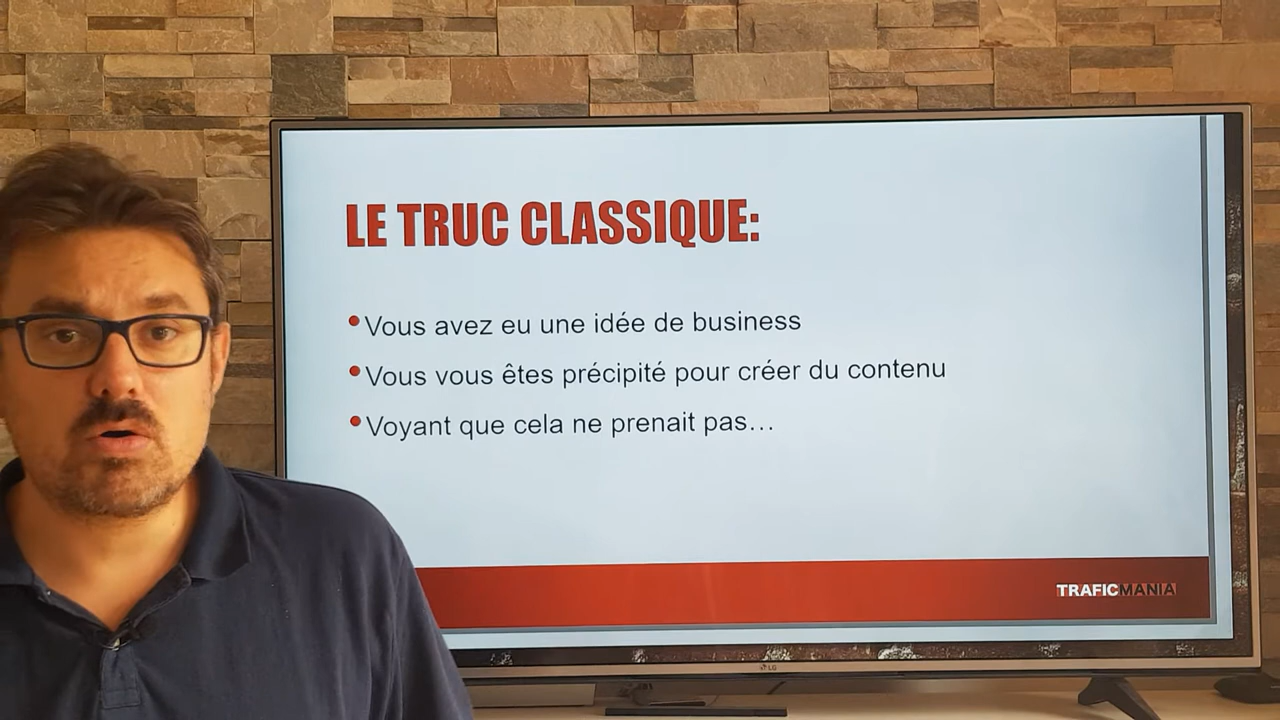 LE TRUC CLASSIQUE:
• Vous avez eu une idée de business
• Vous vous êtes précipité pour créer du contenu
• Voyant que cela ne prenait pas...
TRAFICMANIA
LG